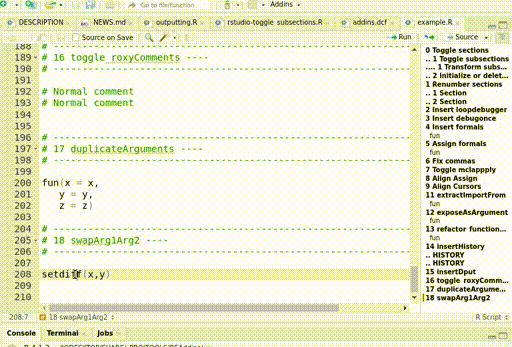 Go to file/function
Addins
DESCRIPTION
NEWS.md
outputting.R
rstudio-toggle subsections.R
addins.dcf
example.R
Source on Save
Run
Source
188 #
189 # 16 toggle_roxyComments ----
190 # ----
191
192 # Normal comment
193 # Normal comment
194
195
196 # ----
197 # 17 duplicateArguments ----
198 # ----
199
200 fun(x = x,
201 y = y,
202 z = z)
203
204 # ----
205 # 18 swapArg1Arg2 ----
206 # ----
207
208 setdiff(x,y)
209
210
0 Toggle sections
.. 1 Toggle subsections
.... 1 Transform subs...
.. 2 Initialize or delet...
1 Renumber sections
.. 1 Section
.. 2 Section
2 Insert loopdebugger
3 Insert debugonce
4 Insert formals
fun
5 Assign formals
fun
6 Fix commas
7 Toggle mclappply
8 Align Assign
9 Align Cursors
11 extractImportFrom
fun
12 exposeAsArgument
fun
13 refactor function...
fun
14 insertHistory
.. HISTORY
.. HISTORY
15 insertDput
16 toggle_roxyComm...
17 duplicateArgume...
18 swapArg1Arg2
208:7
18 swapArg1Arg2
R Script
Console
Terminal
Jobs